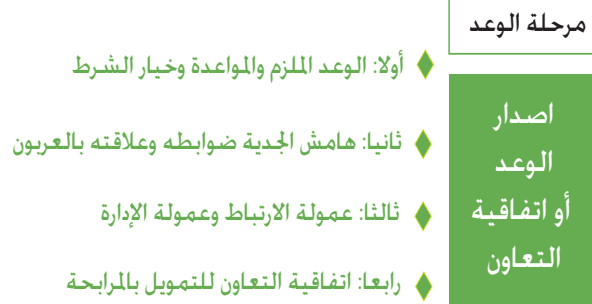 مرحلة الوعد
اصدار
الوعد
أو اتفاقية
التعاون
أولا: الوعد الملزم والمواعدة وخيار الشرط
ثانيا: هامش الجدية ضوابطه وعلاقته بالعربون
ثالثا: عمولة الارتباط وعمولة الإدارة
رابعا: اتفاقية التعاون للتمويل بالمرابحة